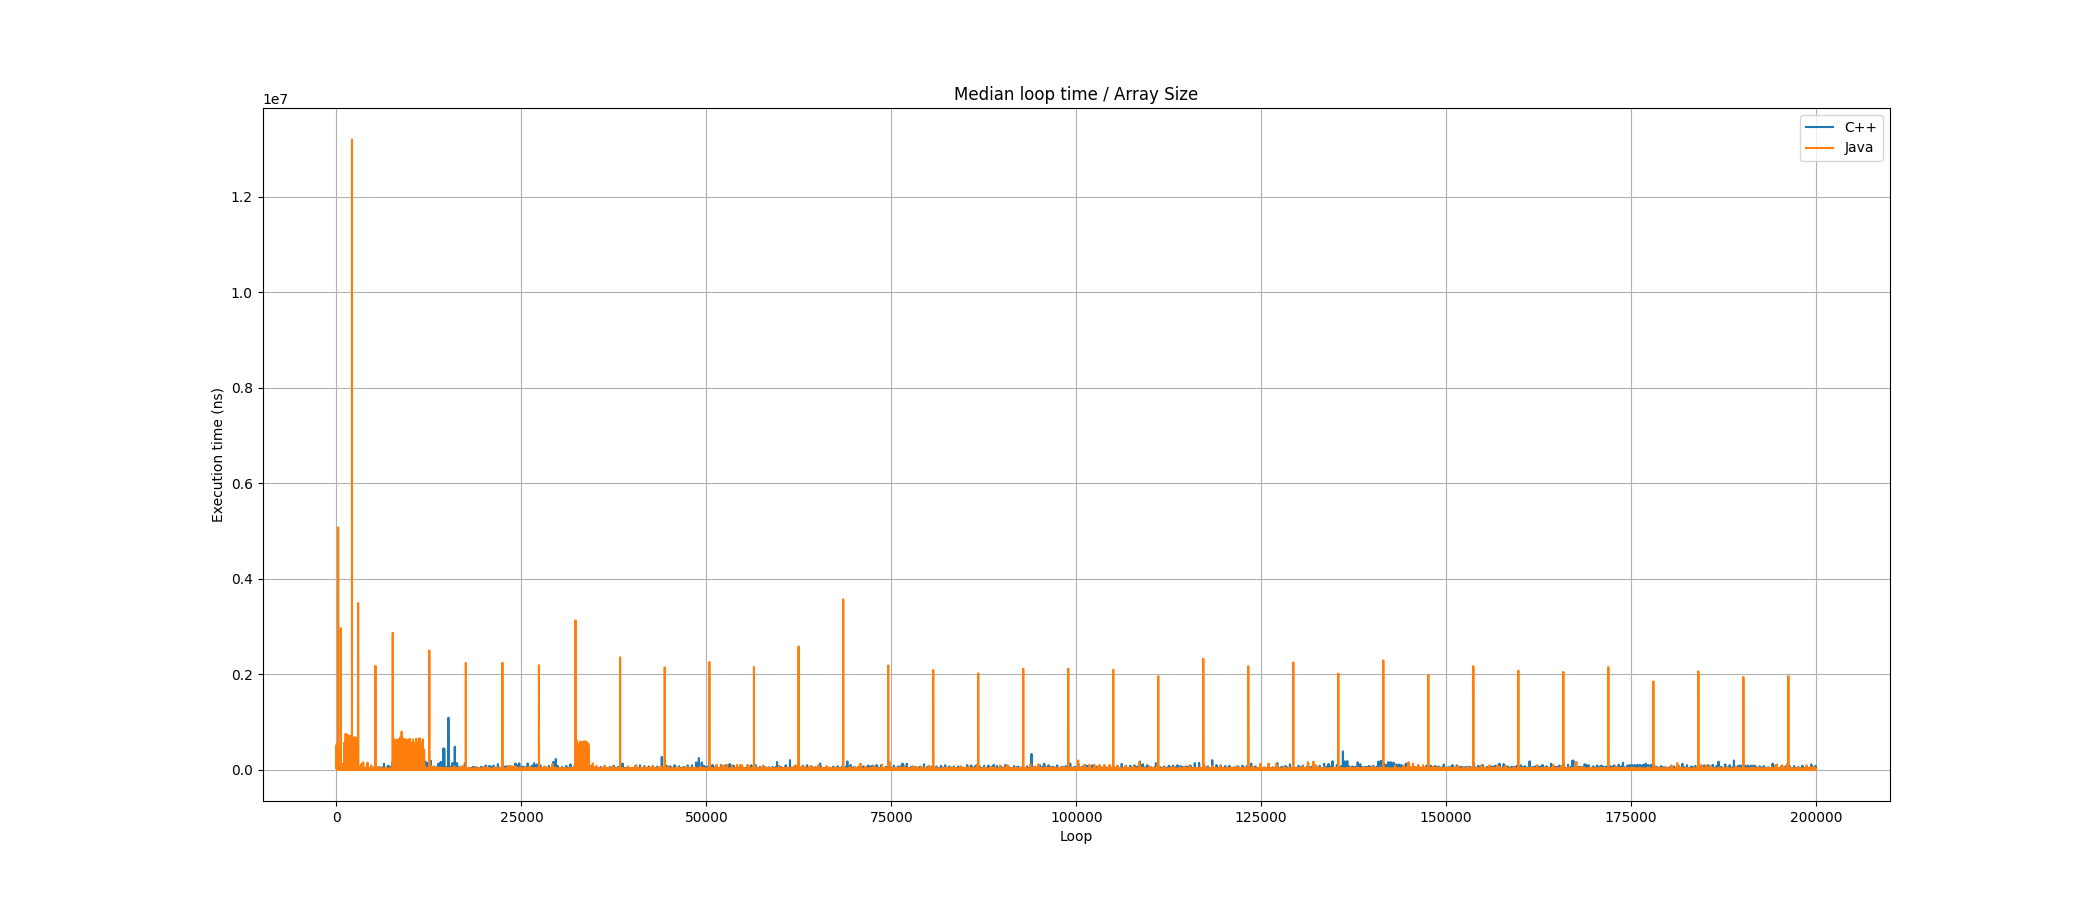 Median loop time / Array Size
1e7
C++
Java
1.2
1.0
0.8
0.6
0.4
0.2
0.0
Execution time (ns)
0 25000 50000 75000 100000 125000 150000 175000 200000
Loop